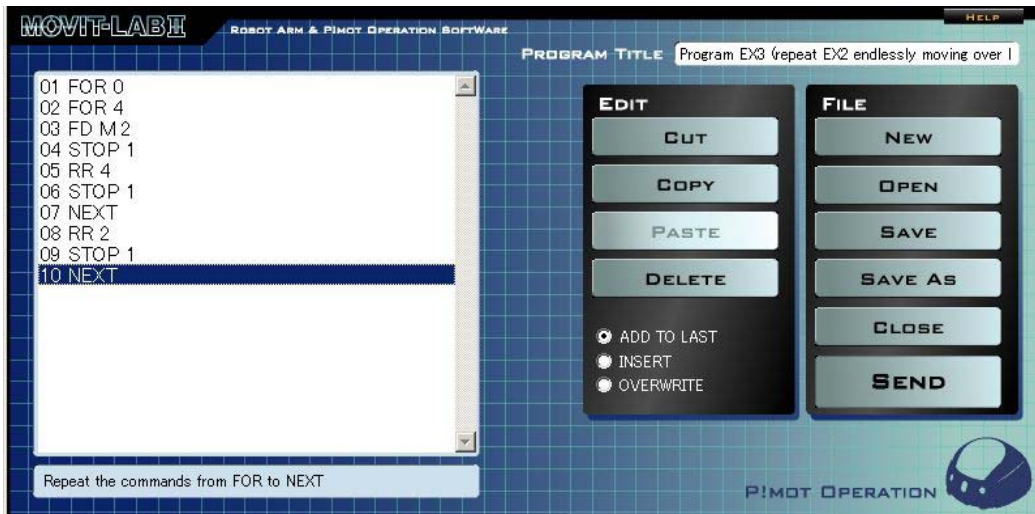 HELP
MOVIT-LAB II ROBOT ARM & PIMOT OPERATION SOFTWARE
PROGRAM TITLE Program EX3 (repeat EX2 endlessly moving over
01 FOR 0
02 FOR 4
03 FD M 2
04 STOP 1
05 RR 4
06 STOP 1
07 NEXT
08 RR 2
09 STOP 1
10 NEXT
Repeat the commands from FOR to NEXT
EDIT
CUT
COPY
PASTE
DELETE
ADD TO LAST
INSERT
OVERWRITE
FILE
NEW
OPEN
SAVE
SAVE AS
CLOSE
SEND
P!MOT OPERATION